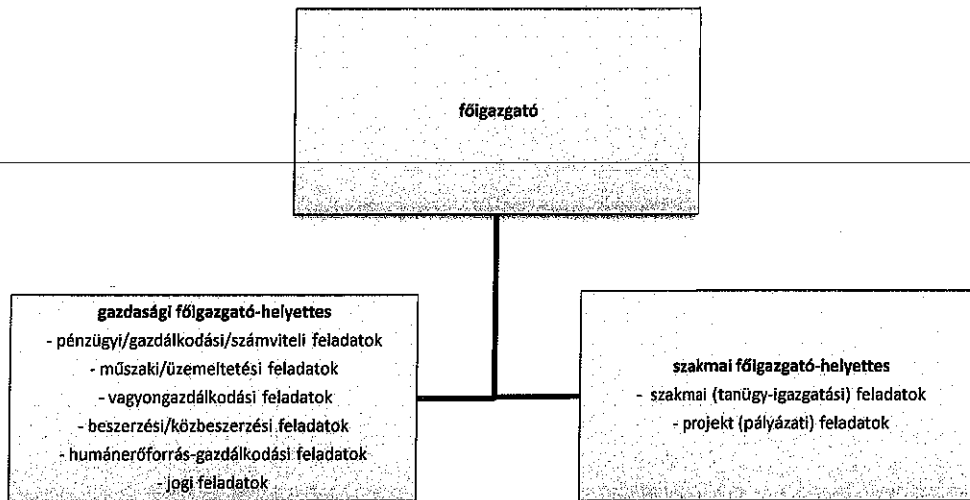 főigazgató
gazdasági főigazgató-helyettes
- pénzügyi/gazdálkodási/számviteli feladatok
- műszaki/üzemeltetési feladatok
- vagyongazdálkodási feladatok
- beszerzési/közbeszerzési feladatok
- humánerőforrás-gazdálkodási feladatok
- jogi feladatok
szakmai főigazgató-helyettes
- szakmai (tanügy-igazgatási) feladatok
- projekt (pályázati) feladatok